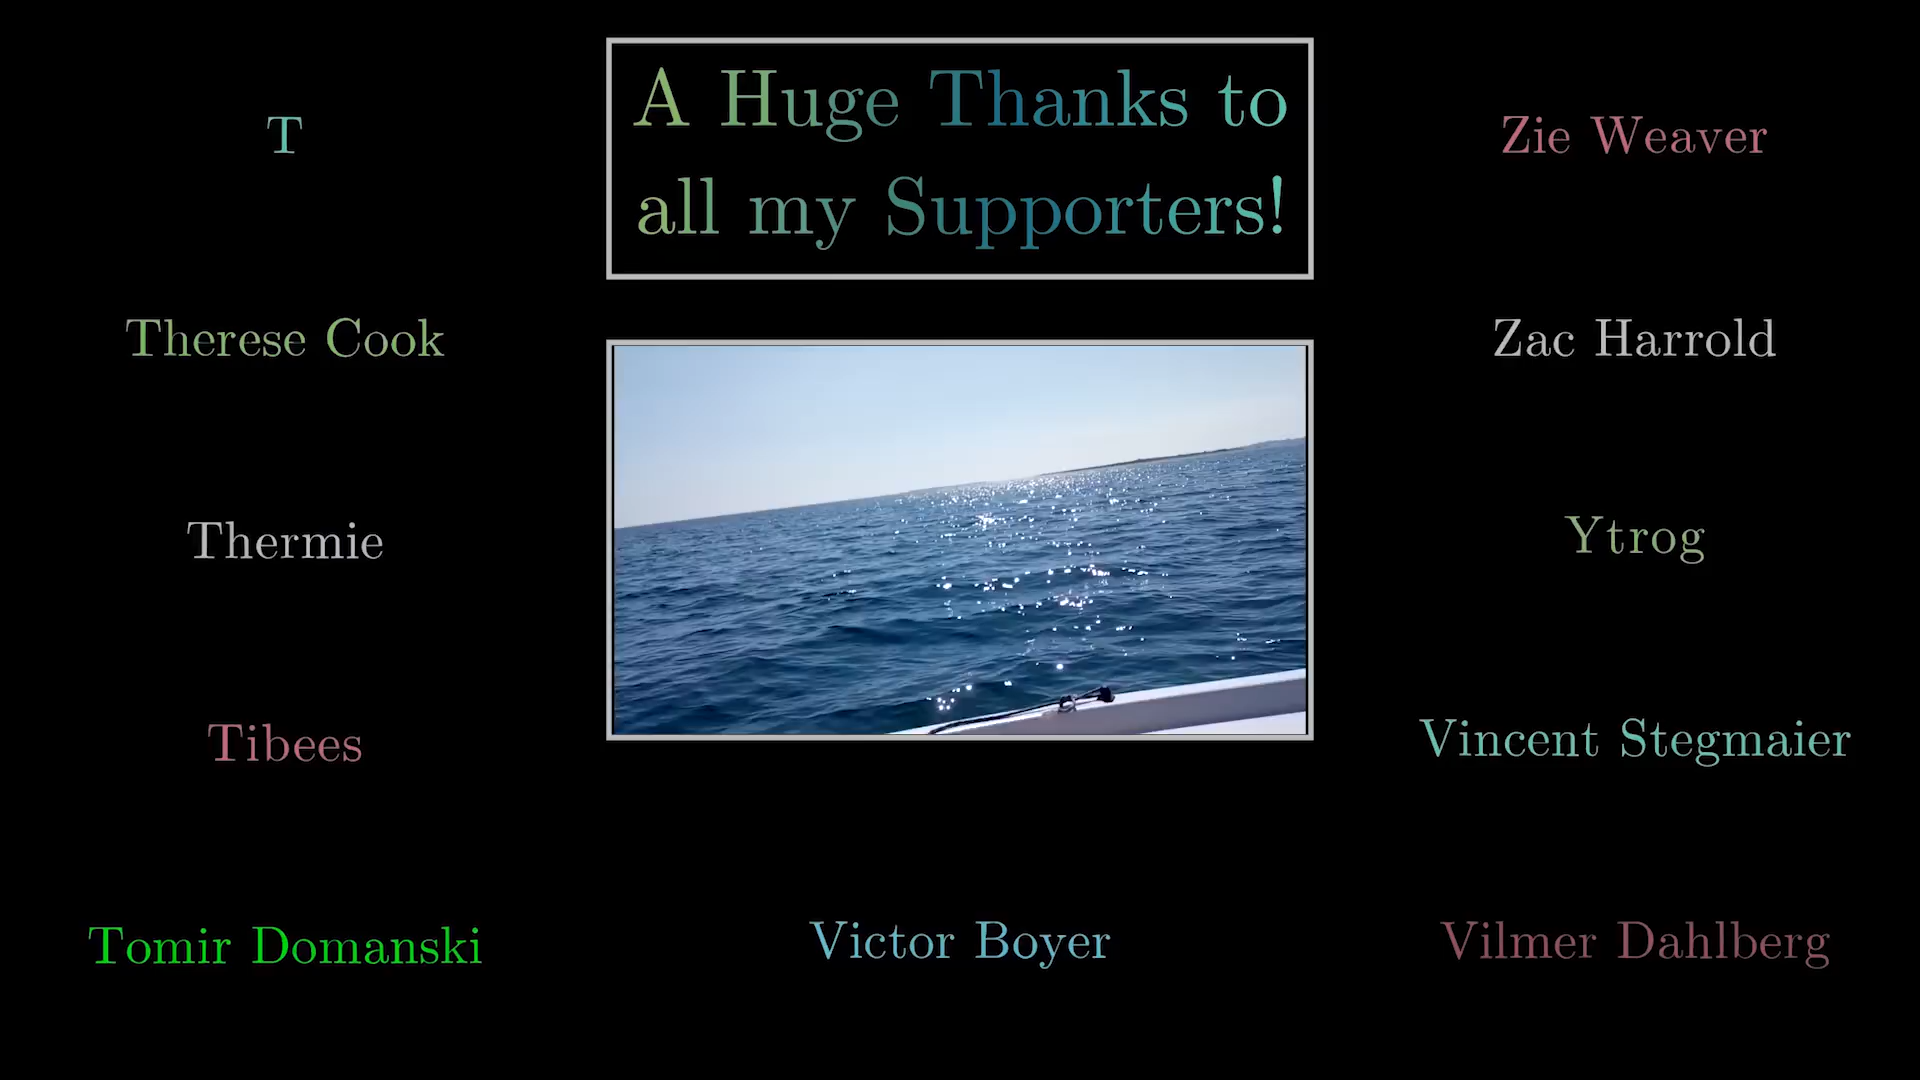 A Huge Thanks to
all my Supporters!
T
Zie Weaver
Therese Cook
Zac Harrold
Thermie
Ytrog
Tibees
Vincent Stegmaier
Tomir Domanski
Victor Boyer
Vilmer Dahlberg